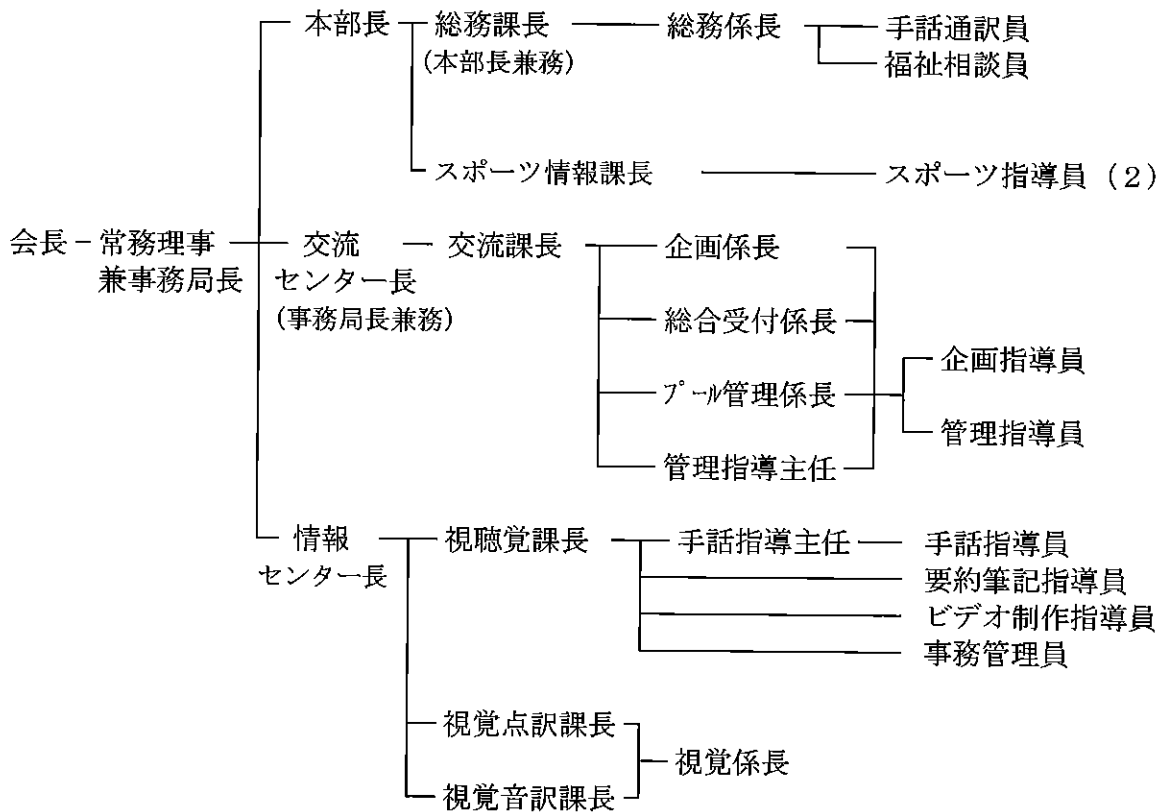 本部長 総務課長 総務係長 手話通訳員
(本部長兼務) 福祉相談員
スポーツ情報課長 スポーツ指導員（２）
会長 常務理事 交流 交流課長 企画係長
兼事務局長 センター長
(事務局長兼務) 総合受付係長
企画指導員
プール管理係長
管理指導員
管理指導主任
情報 視聴覚課長 手話指導主任 手話指導員
センター長 要約筆記指導員
ビデオ制作指導員
事務管理員
視覚点訳課長
視覚係長
視覚音訳課長